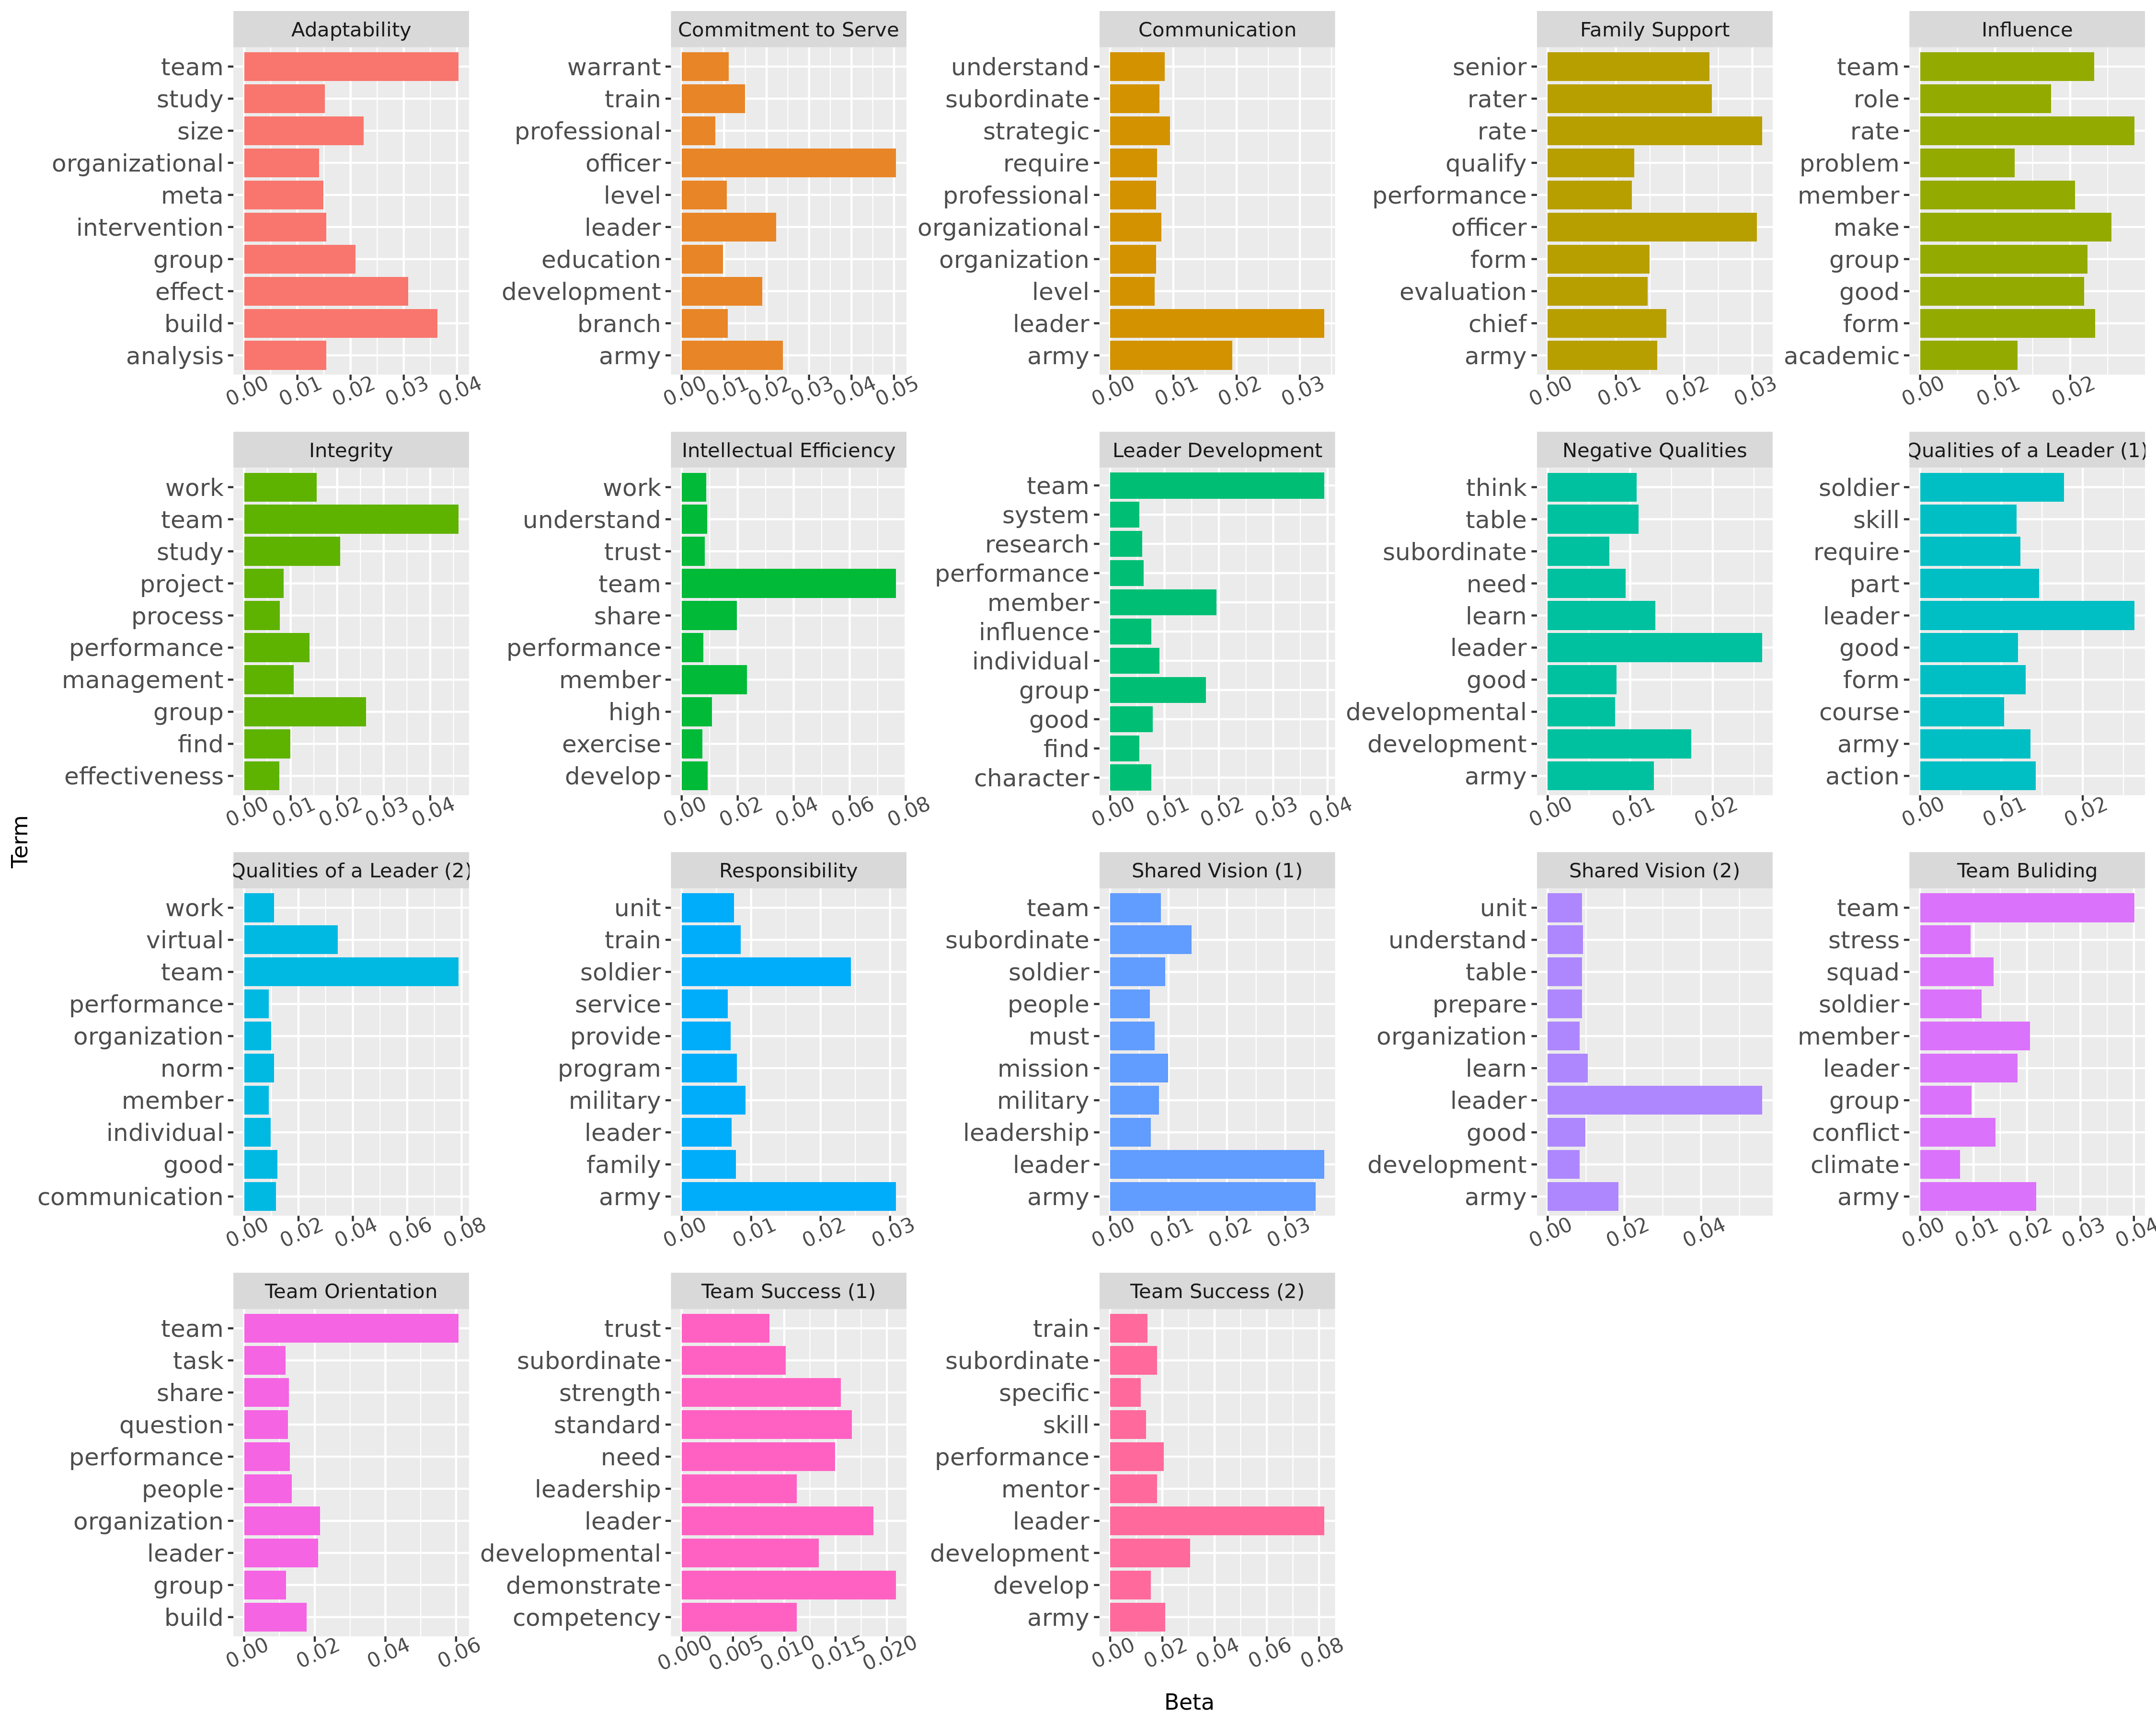 Adaptability
team
study
size
organizational
meta
intervention
group
effect
build
analysis
0.00 0.01 0.02 0.03 0.04
Commitment to Serve
warrant
train
professional
officer
level
leader
education
development
branch
army
0.00 0.01 0.02 0.03 0.04 0.05
Communication
understand
subordinate
strategic
require
professional
organizational
organization
level
leader
army
0.00 0.01 0.02 0.03
Family Support
senior
rater
rate
qualify
performance
officer
form
evaluation
chief
army
0.00 0.01 0.02 0.03
Influence
team
role
rate
problem
member
make
group
good
form
academic
0.00 0.01 0.02
Integrity
work
team
study
project
process
performance
management
group
find
effectiveness
0.00 0.01 0.02 0.03 0.04
Intellectual Efficiency
work
understand
trust
team
share
performance
member
high
exercise
develop
0.00 0.02 0.04 0.06 0.08
Leader Development
team
system
research
performance
member
influence
individual
group
good
find
character
0.00 0.01 0.02 0.03 0.04
Negative Qualities
think
table
subordinate
need
learn
leader
good
developmental
development
army
0.00 0.01 0.02
Qualities of a Leader (1)
soldier
skill
require
part
leader
good
form
course
army
action
0.00 0.01 0.02
Term
Qualities of a Leader (2)
work
virtual
team
performance
organization
norm
member
individual
good
communication
0.00 0.02 0.04 0.06 0.08
Responsibility
unit
train
soldier
service
provide
program
military
leader
family
army
0.00 0.01 0.02 0.03
Shared Vision (1)
team
subordinate
soldier
people
must
mission
military
leadership
leader
army
0.00 0.01 0.02 0.03
Shared Vision (2)
unit
understand
table
prepare
organization
learn
leader
good
development
army
0.00 0.02 0.04
Team Buliding
team
stress
squad
soldier
member
leader
group
conflict
climate
army
0.00 0.01 0.02 0.03 0.04
Team Orientation
team
task
share
question
performance
people
organization
leader
group
build
0.00 0.02 0.04 0.06
Team Success (1)
trust
subordinate
strength
standard
need
leadership
leader
developmental
demonstrate
competency
0.000 0.005 0.010 0.015 0.020
Team Success (2)
train
subordinate
specific
skill
performance
mentor
leader
development
develop
army
0.00 0.02 0.04 0.06 0.08
Beta